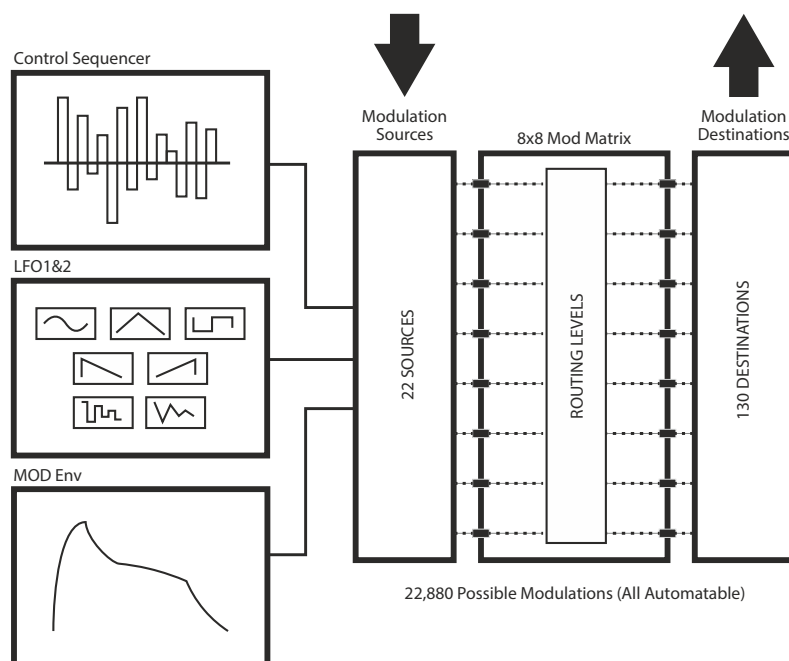 Control Sequencer
LFO1&2
MOD Env
Modulation
Sources
22 SOURCES
8x8 Mod Matrix
ROUTING LEVELS
Modulation
Destinations
130 DESTINATIONS
22,880 Possible Modulations (All Automatable)